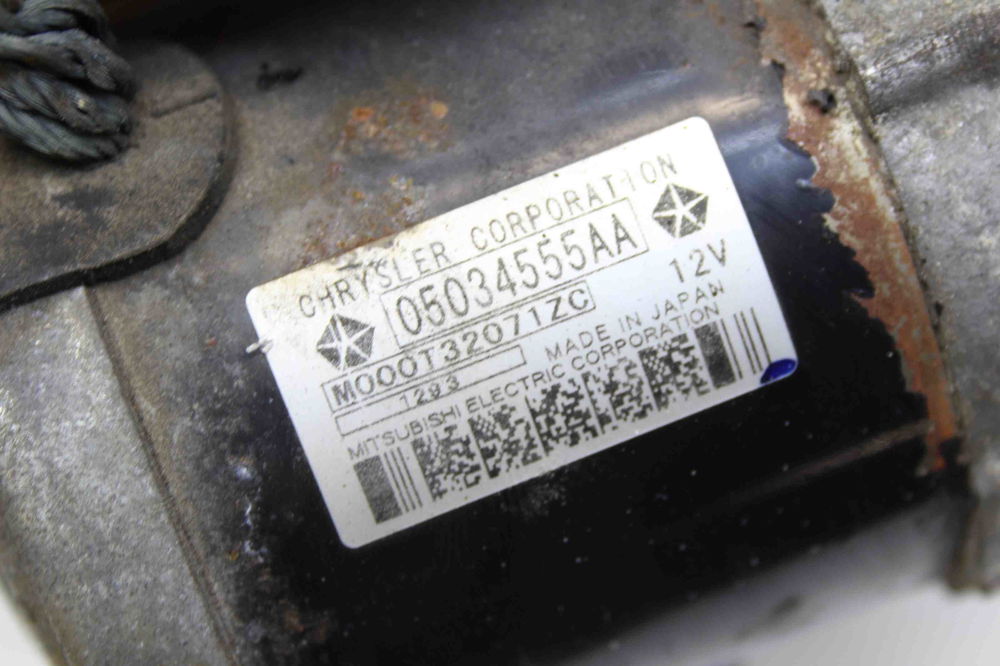 CHRYSLER CORPORATION
05034555AA
12V
M000T32071ZC
MADE IN JAPAN
1293
MITSUBISHI ELECTRIC CORPORATION